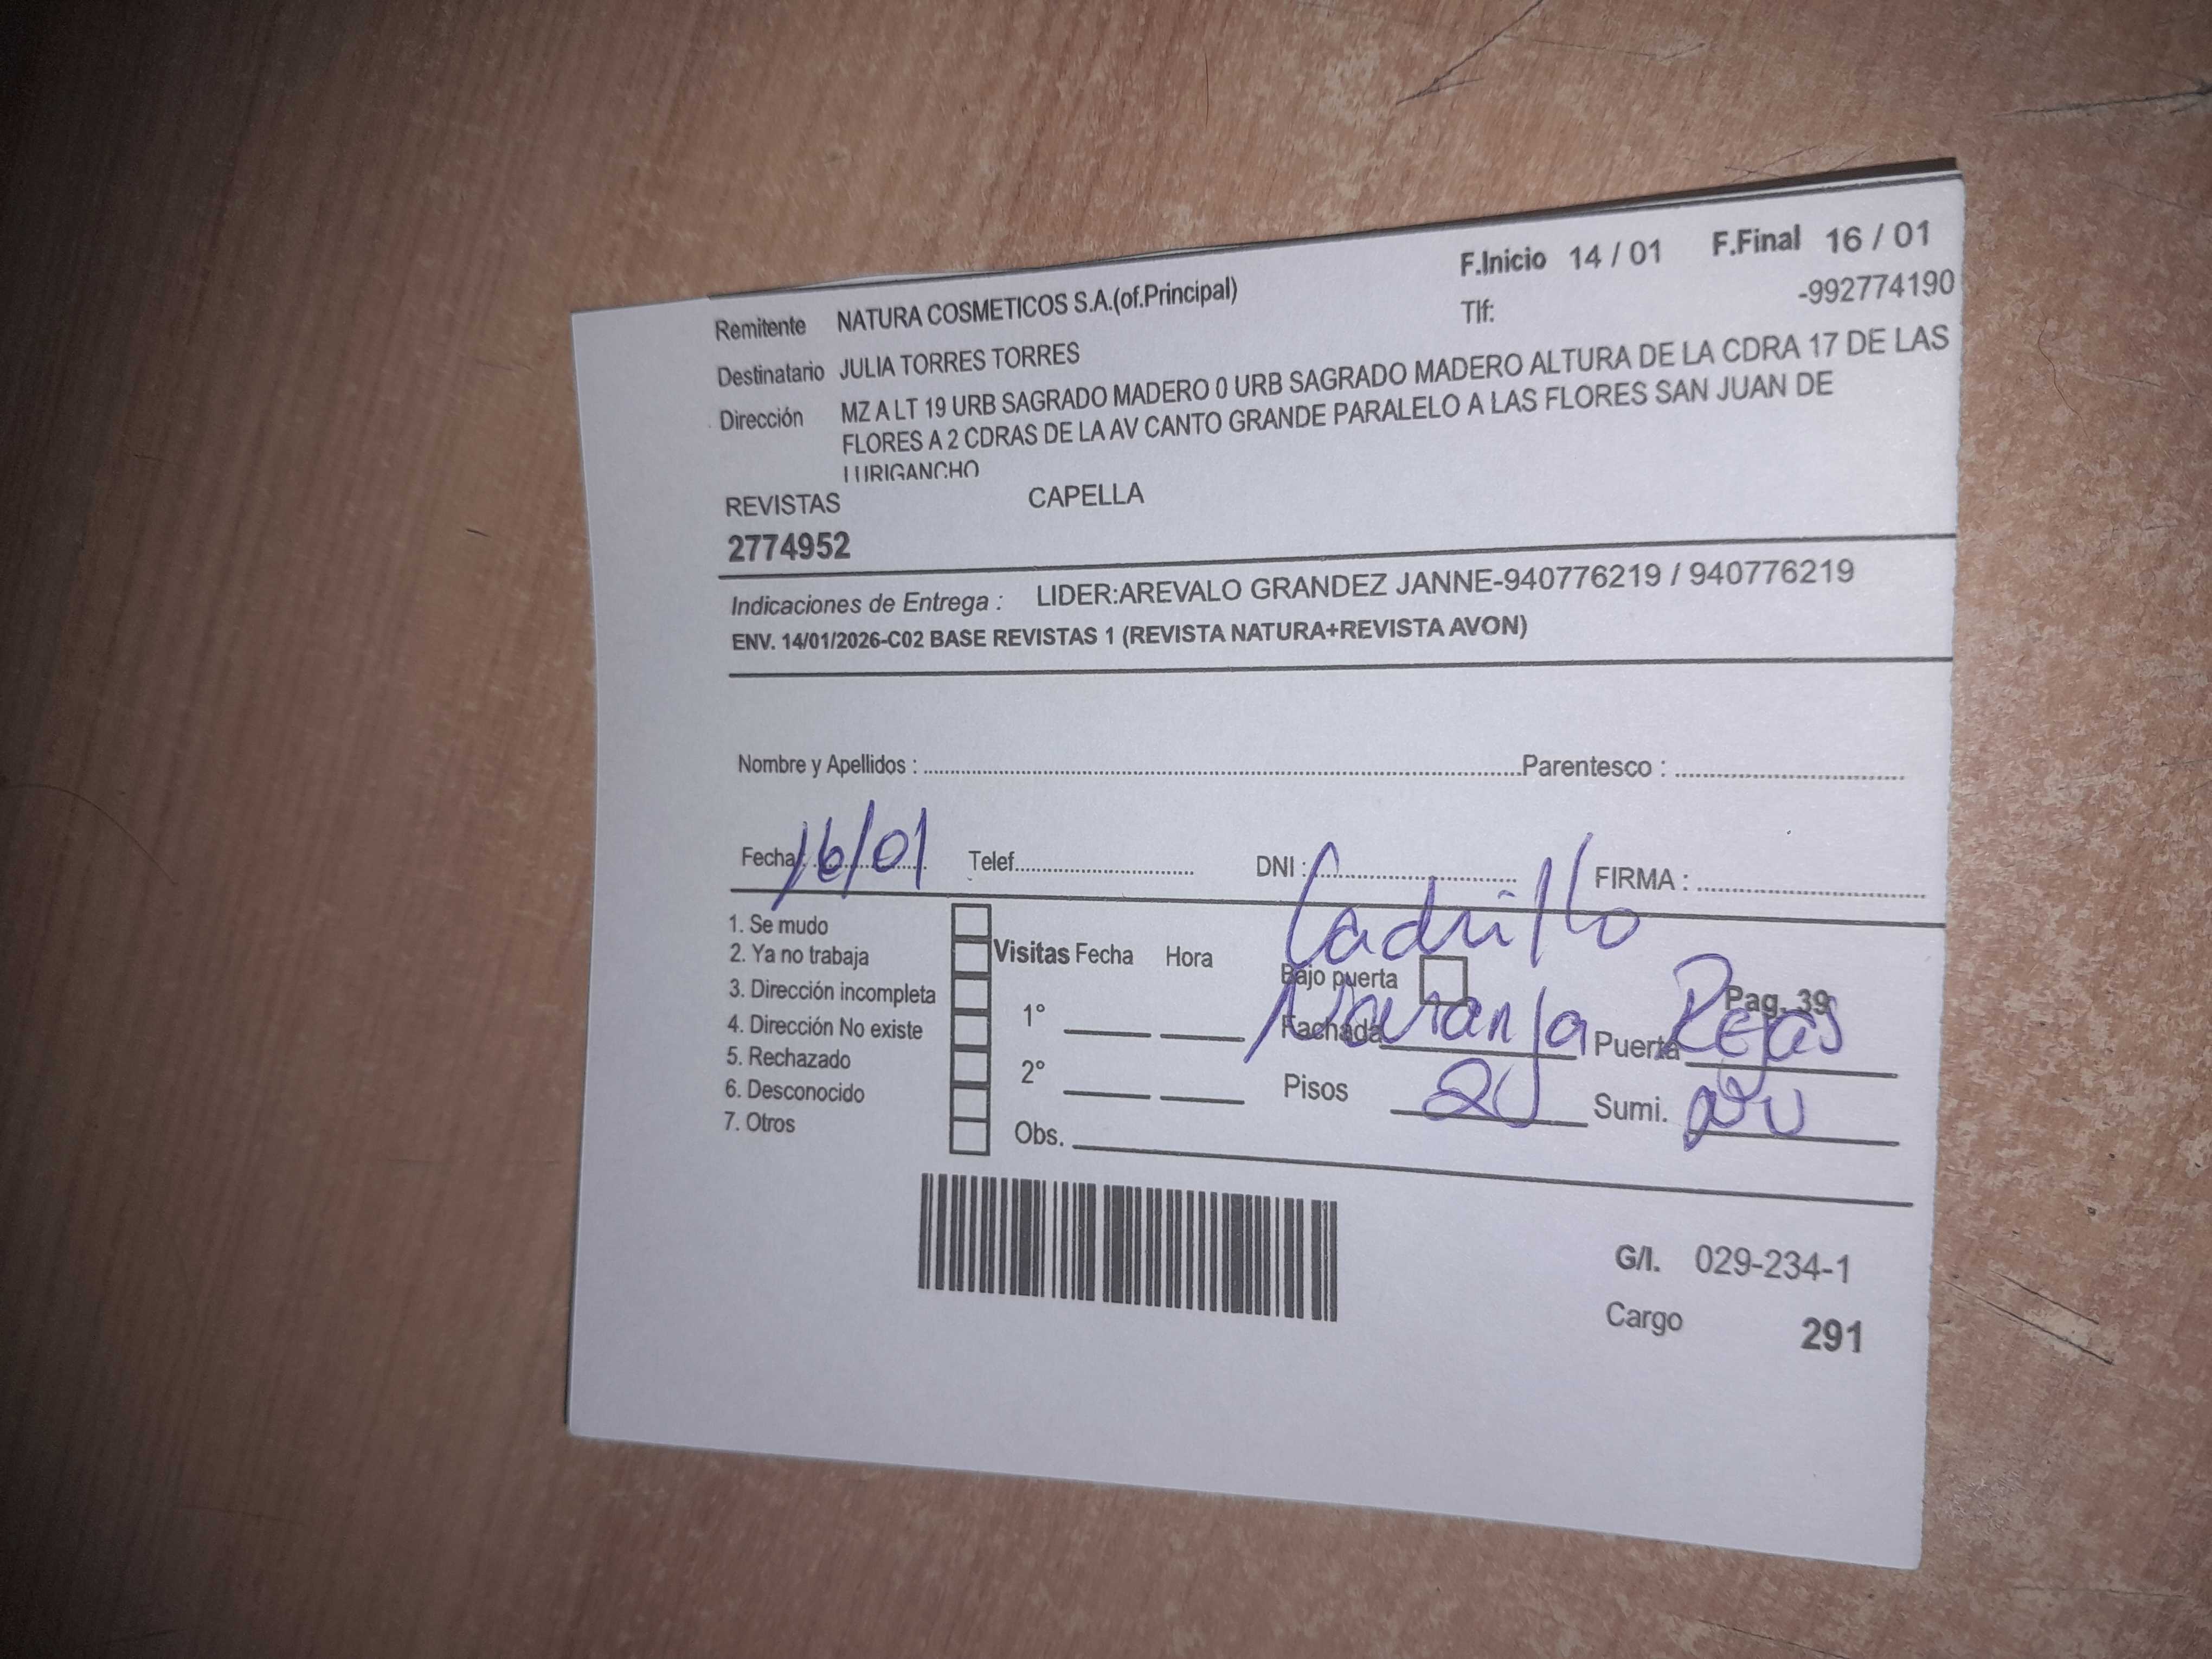 F.Inicio 14 / 01 F.Final 16 / 01
Remitente NATURA COSMETICOS S.A.(of.Principal) Tlf: -992774190
Destinatario JULIA TORRES TORRES
Dirección MZ A LT 19 URB SAGRADO MADERO 0 URB SAGRADO MADERO ALTURA DE LA CDRA 17 DE LAS
FLORES A 2 CDRAS DE LA AV CANTO GRANDE PARALELO A LAS FLORES SAN JUAN DE
LURIGANCHO
REVISTAS CAPELLA
2774952
Indicaciones de Entrega : LIDER:AREVALO GRANDEZ JANNE-940776219 / 940776219
ENV. 14/01/2026-C02 BASE REVISTAS 1 (REVISTA NATURA+REVISTA AVON)
Nombre y Apellidos : Parentesco :
Fecha: 16/01 Telef. DNI : FIRMA :
Ladrillo
1. Se mudo
2. Ya no trabaja Visitas Fecha Hora Bajo puerta
3. Dirección incompleta Pag. 39
4. Dirección No existe 1° Fachada Naranja Puerta Rejas
5. Rechazado
6. Desconocido 2° Pisos 2 Sumi.
7. Otros Obs.
G/I. 029-234-1
Cargo 291